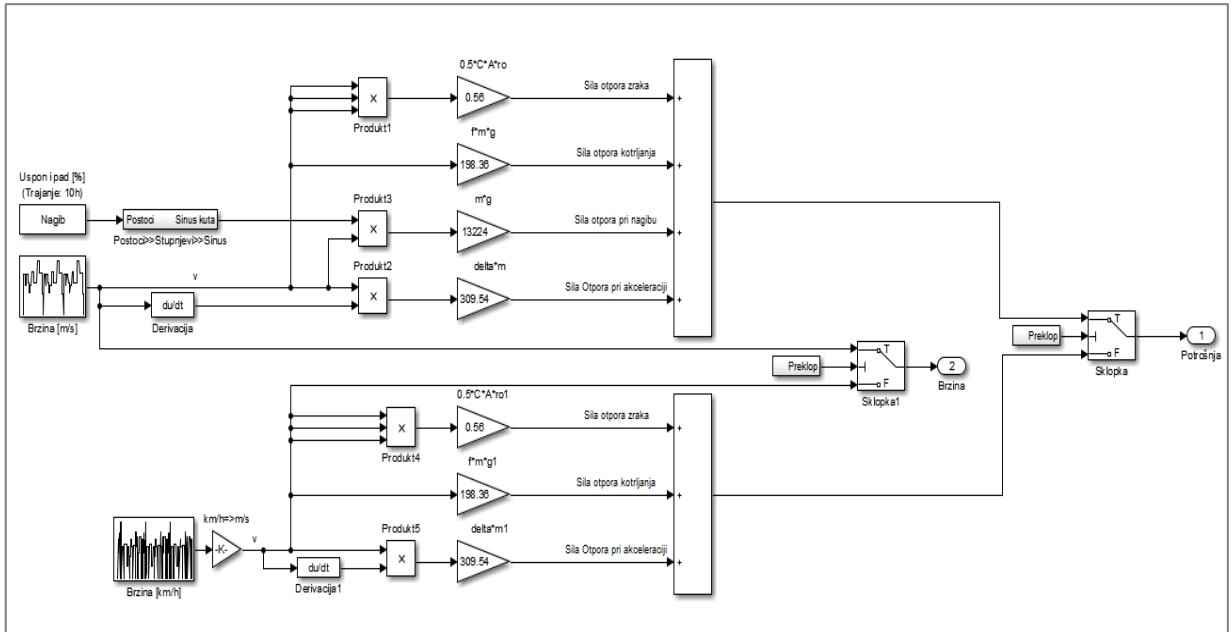 0.5*C*A*ro
0.56
Sila otpora zraka
+
X
Produkt1
f*m*g
198.36
Sila otpora kotrljanja
+
Uspon i pad [%]
(Trajanje: 10h)
Nagib
Postoci Sinus kuta
Postoci>>Stupnjevi>>Sinus
Produkt3
X
m*g
13224
Sila otpora pri nagibu
+
Brzina [m/s]
v
du/dt
Derivacija
Produkt2
X
delta*m
309.54
Sila Otpora pri akceleraciji
+
Preklop
T
F
Sklopka1
2
Brzina
Preklop
T
F
Sklopka
1
Potrošnja
0.5*C*A*ro1
0.56
Sila otpora zraka
+
X
Produkt4
f*m*g1
198.36
Sila otpora kotrljanja
+
Brzina [km/h]
km/h=>m/s
-K-
v
du/dt
Derivacija1
Produkt5
X
delta*m1
309.54
Sila Otpora pri akceleraciji
+